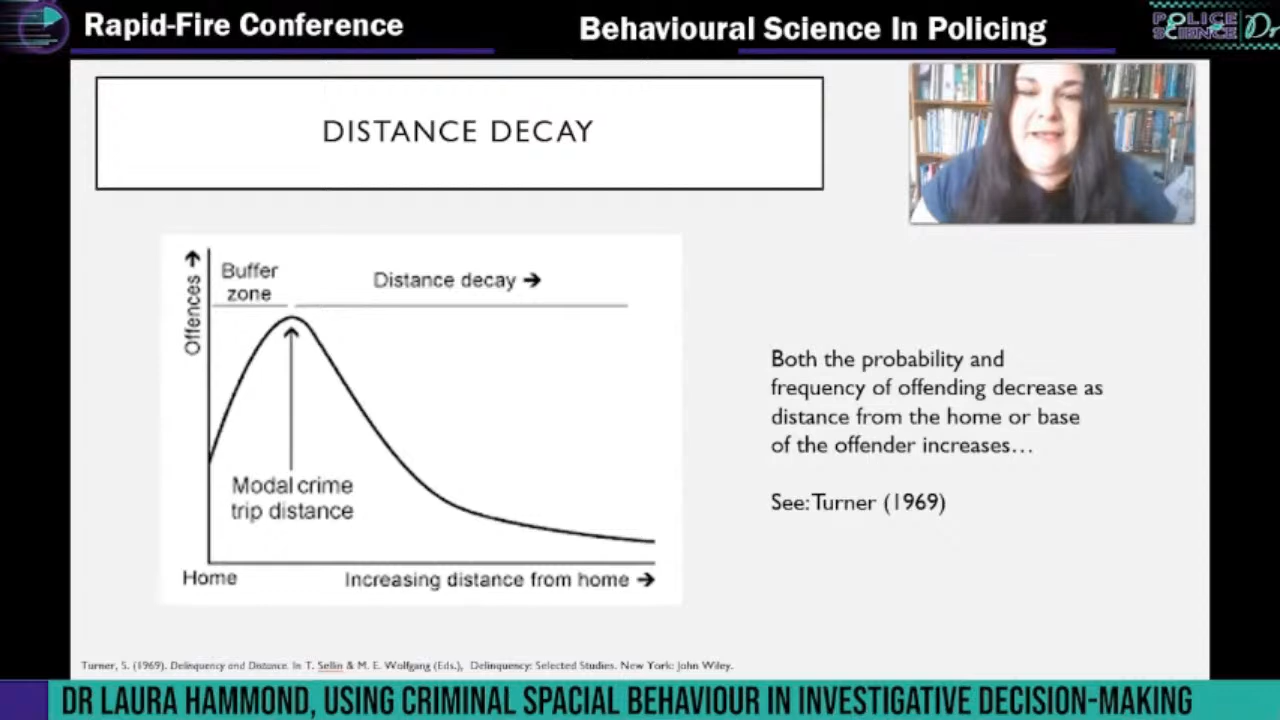 Rapid-Fire Conference
Behavioural Science In Policing
POLICE
SCIENCE Dr
DISTANCE DECAY
Offences
Buffer
zone
Distance decay
Modal crime
trip distance
Home
Increasing distance from home
Both the probability and
frequency of offending decrease as
distance from the home or base
of the offender increases…
See: Turner (1969)
Turner, S. (1969). Delinquency and Distance. In T. Sellin & M. E. Wolfgang (Eds.), Delinquency: Selected Studies. New York: John Wiley.
DR LAURA HAMMOND, USING CRIMINAL SPACIAL BEHAVIOUR IN INVESTIGATIVE DECISION-MAKING